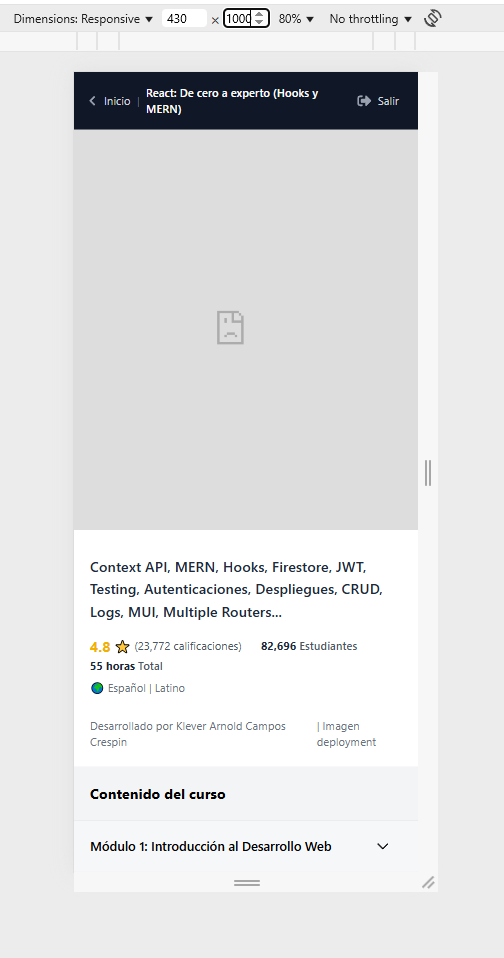 Dimensions: Responsive ▼ 430 × 1000 80% ▼ No throttling ▼
Inicio | React: De cero a experto (Hooks y
MERN) Salir
Context API, MERN, Hooks, Firestore, JWT,
Testing, Autenticaciones, Despliegues, CRUD,
Logs, MUI, Multiple Routers...
4.8 (23,772 calificaciones) 82,696 Estudiantes
55 horas Total
Español | Latino
Desarrollado por Klever Arnold Campos
Crespin
| Imagen
deployment
Contenido del curso
Módulo 1: Introducción al Desarrollo Web